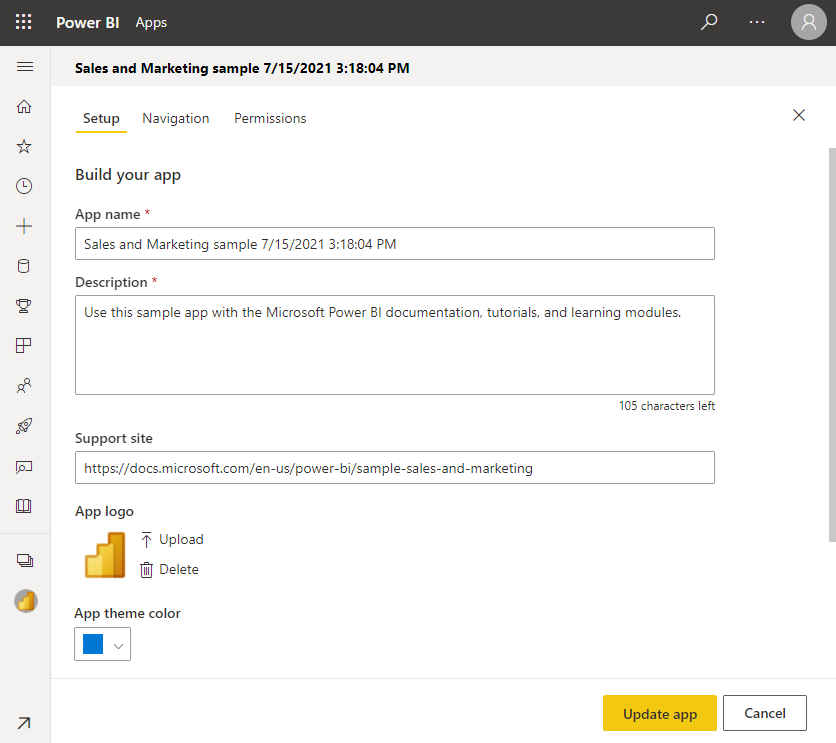 Power BI Apps
Sales and Marketing sample 7/15/2021 3:18:04 PM
Setup Navigation Permissions
Build your app
App name *
Sales and Marketing sample 7/15/2021 3:18:04 PM
Description *
Use this sample app with the Microsoft Power BI documentation, tutorials, and learning modules.
105 characters left
Support site
https://docs.microsoft.com/en-us/power-bi/sample-sales-and-marketing
App logo
Upload
Delete
App theme color
Update app Cancel